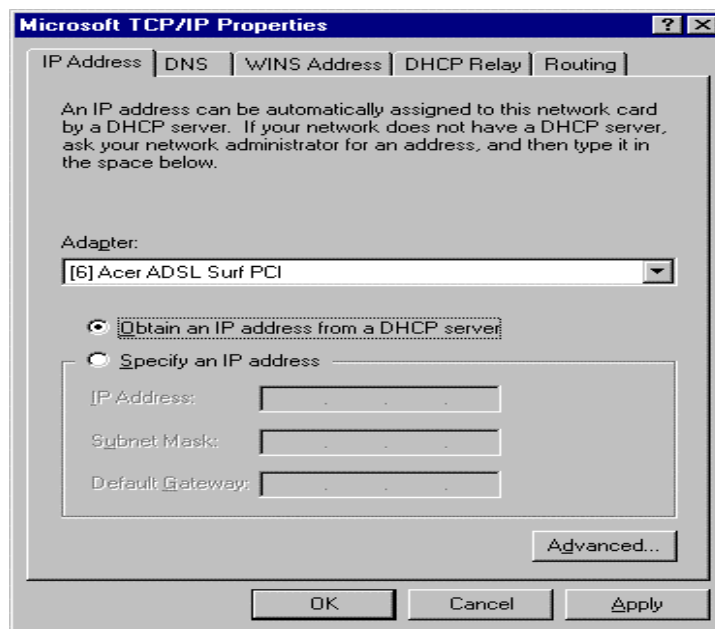 Microsoft TCP/IP Properties
IP Address DNS WINS Address DHCP Relay Routing
An IP address can be automatically assigned to this network card
by a DHCP server. If your network does not have a DHCP server,
ask your network administrator for an address, and then type it in
the space below.
Adapter:
[6] Acer ADSL Surf PCI
Obtain an IP address from a DHCP server
Specify an IP address
IP Address:
Subnet Mask:
Default Gateway:
Advanced...
OK Cancel Apply